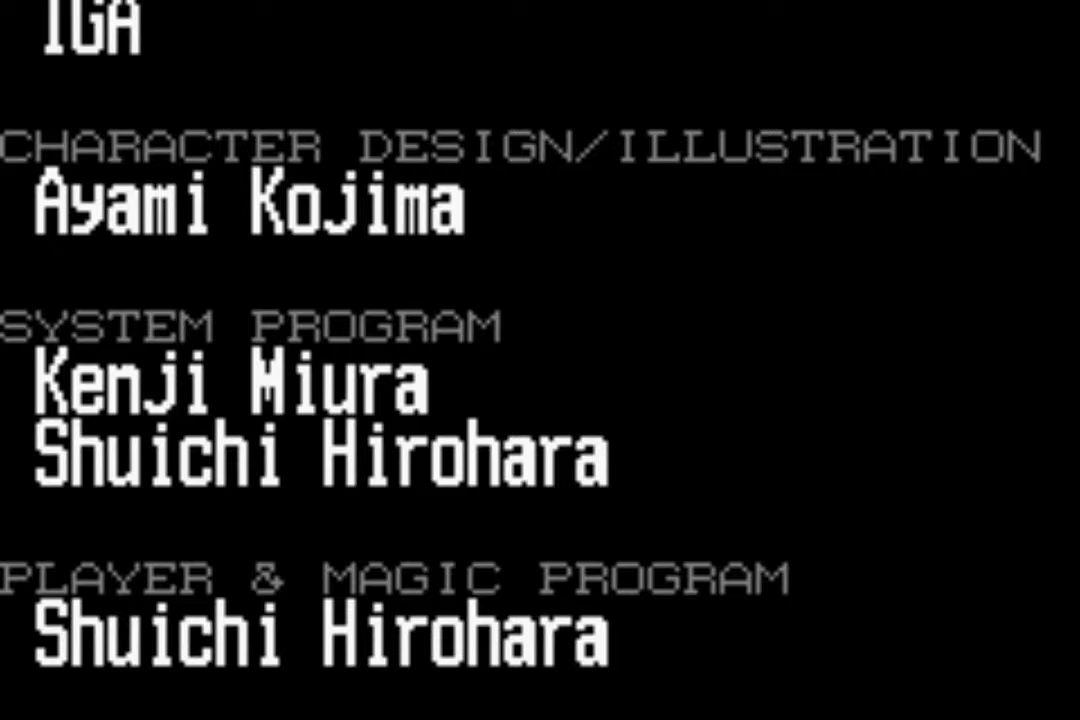 IGA
CHARACTER DESIGN/ILLUSTRATION
Ayami Kojima
SYSTEM PROGRAM
Kenji Miura
Shuichi Hirohara
PLAYER & MAGIC PROGRAM
Shuichi Hirohara